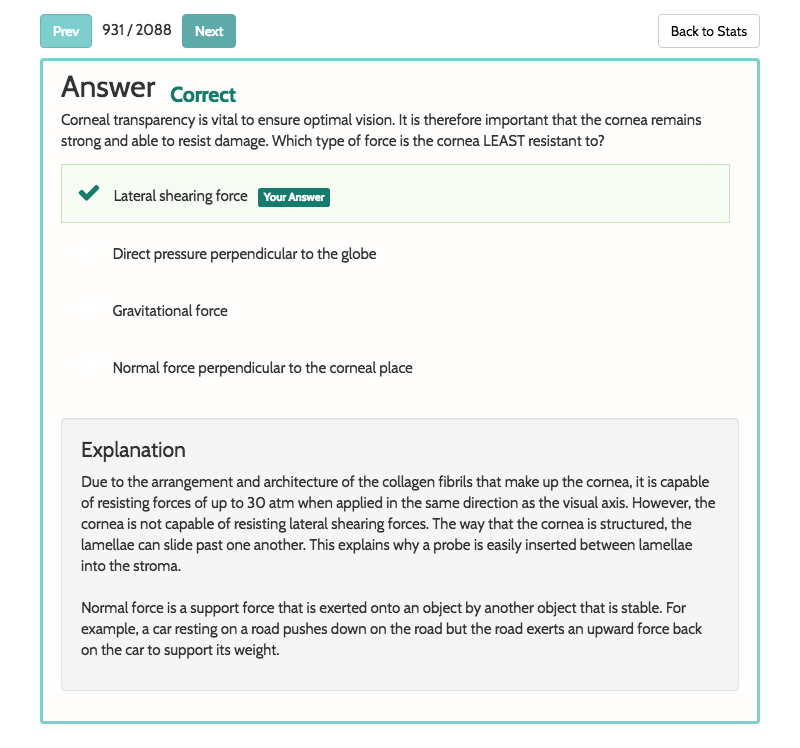 Prev 931 / 2088 Next Back to Stats
Answer Correct
Corneal transparency is vital to ensure optimal vision. It is therefore important that the cornea remains
strong and able to resist damage. Which type of force is the cornea LEAST resistant to?
Lateral shearing force Your Answer
Direct pressure perpendicular to the globe
Gravitational force
Normal force perpendicular to the corneal place
Explanation
Due to the arrangement and architecture of the collagen fibrils that make up the cornea, it is capable
of resisting forces of up to 30 atm when applied in the same direction as the visual axis. However, the
cornea is not capable of resisting lateral shearing forces. The way that the cornea is structured, the
lamellae can slide past one another. This explains why a probe is easily inserted between lamellae
into the stroma.
Normal force is a support force that is exerted onto an object by another object that is stable. For
example, a car resting on a road pushes down on the road but the road exerts an upward force back
on the car to support its weight.